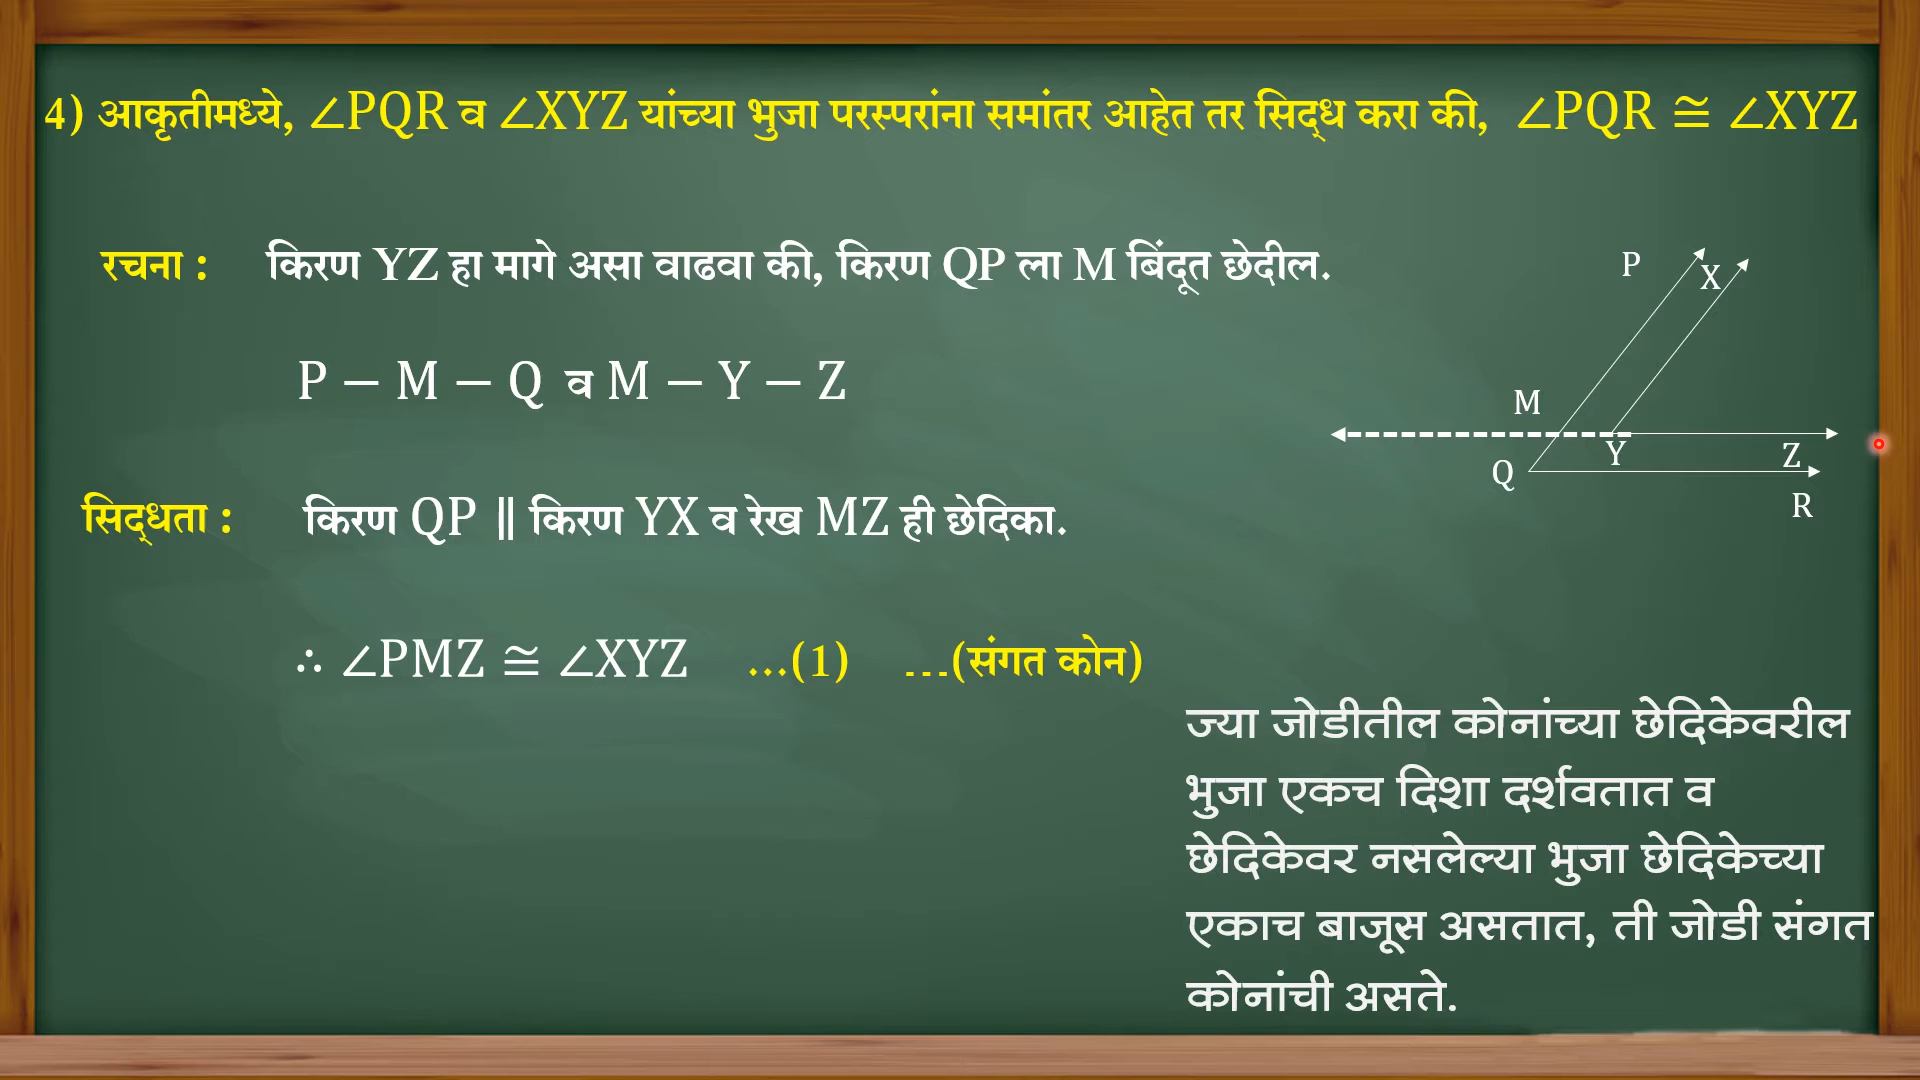 4) आकृतीमध्ये, ∠PQR व ∠XYZ यांच्या भुजा परस्परांना समांतर आहेत तर सिद्ध करा की, ∠PQR ≅ ∠XYZ
रचना : किरण YZ हा मागे असा वाढवा की, किरण QP ला M बिंदूत छेदील.
P − M − Q व M − Y − Z
P
X
M
Y
Z
Q
R
सिद्धता : किरण QP ∥ किरण YX व रेख MZ ही छेदिका.
∴ ∠PMZ ≅ ∠XYZ ...(1) ---(संगत कोन)
ज्या जोडीतील कोनांच्या छेदिकेवरील
भुजा एकच दिशा दर्शवतात व
छेदिकेवर नसलेल्या भुजा छेदिकेच्या
एकाच बाजूस असतात, ती जोडी संगत
कोनांची असते.